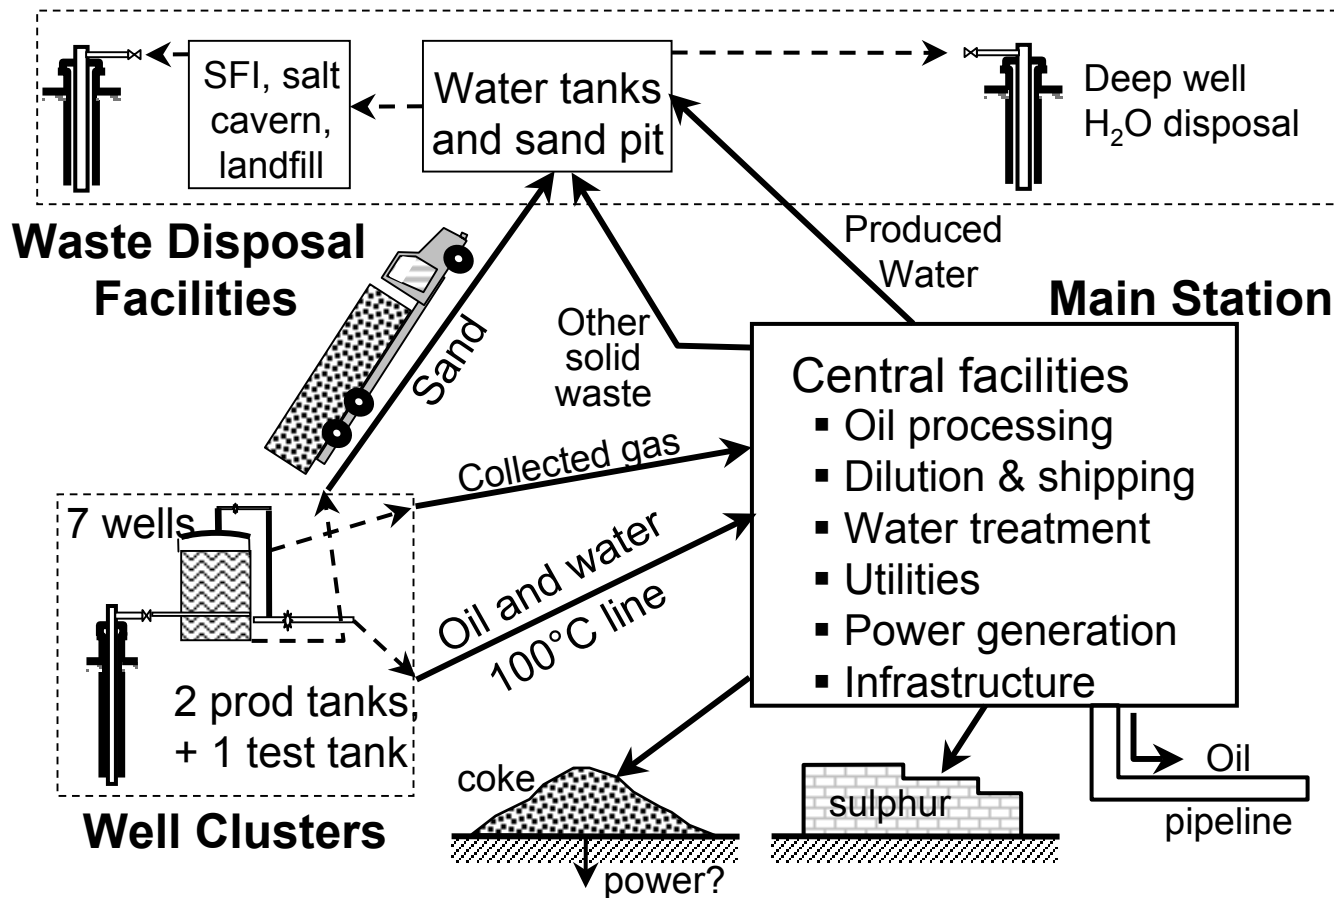 SFI, salt
cavern,
landfill
Water tanks
and sand pit
Deep well
H₂O disposal
Waste Disposal
Facilities
Produced
Water
Main Station
Sand
Other
solid
waste
Central facilities
▪ Oil processing
▪ Dilution & shipping
▪ Water treatment
▪ Utilities
▪ Power generation
▪ Infrastructure
Collected gas
7 wells
Oil and water
100°C line
2 prod tanks,
+ 1 test tank
Well Clusters
coke
power?
sulphur
Oil
pipeline